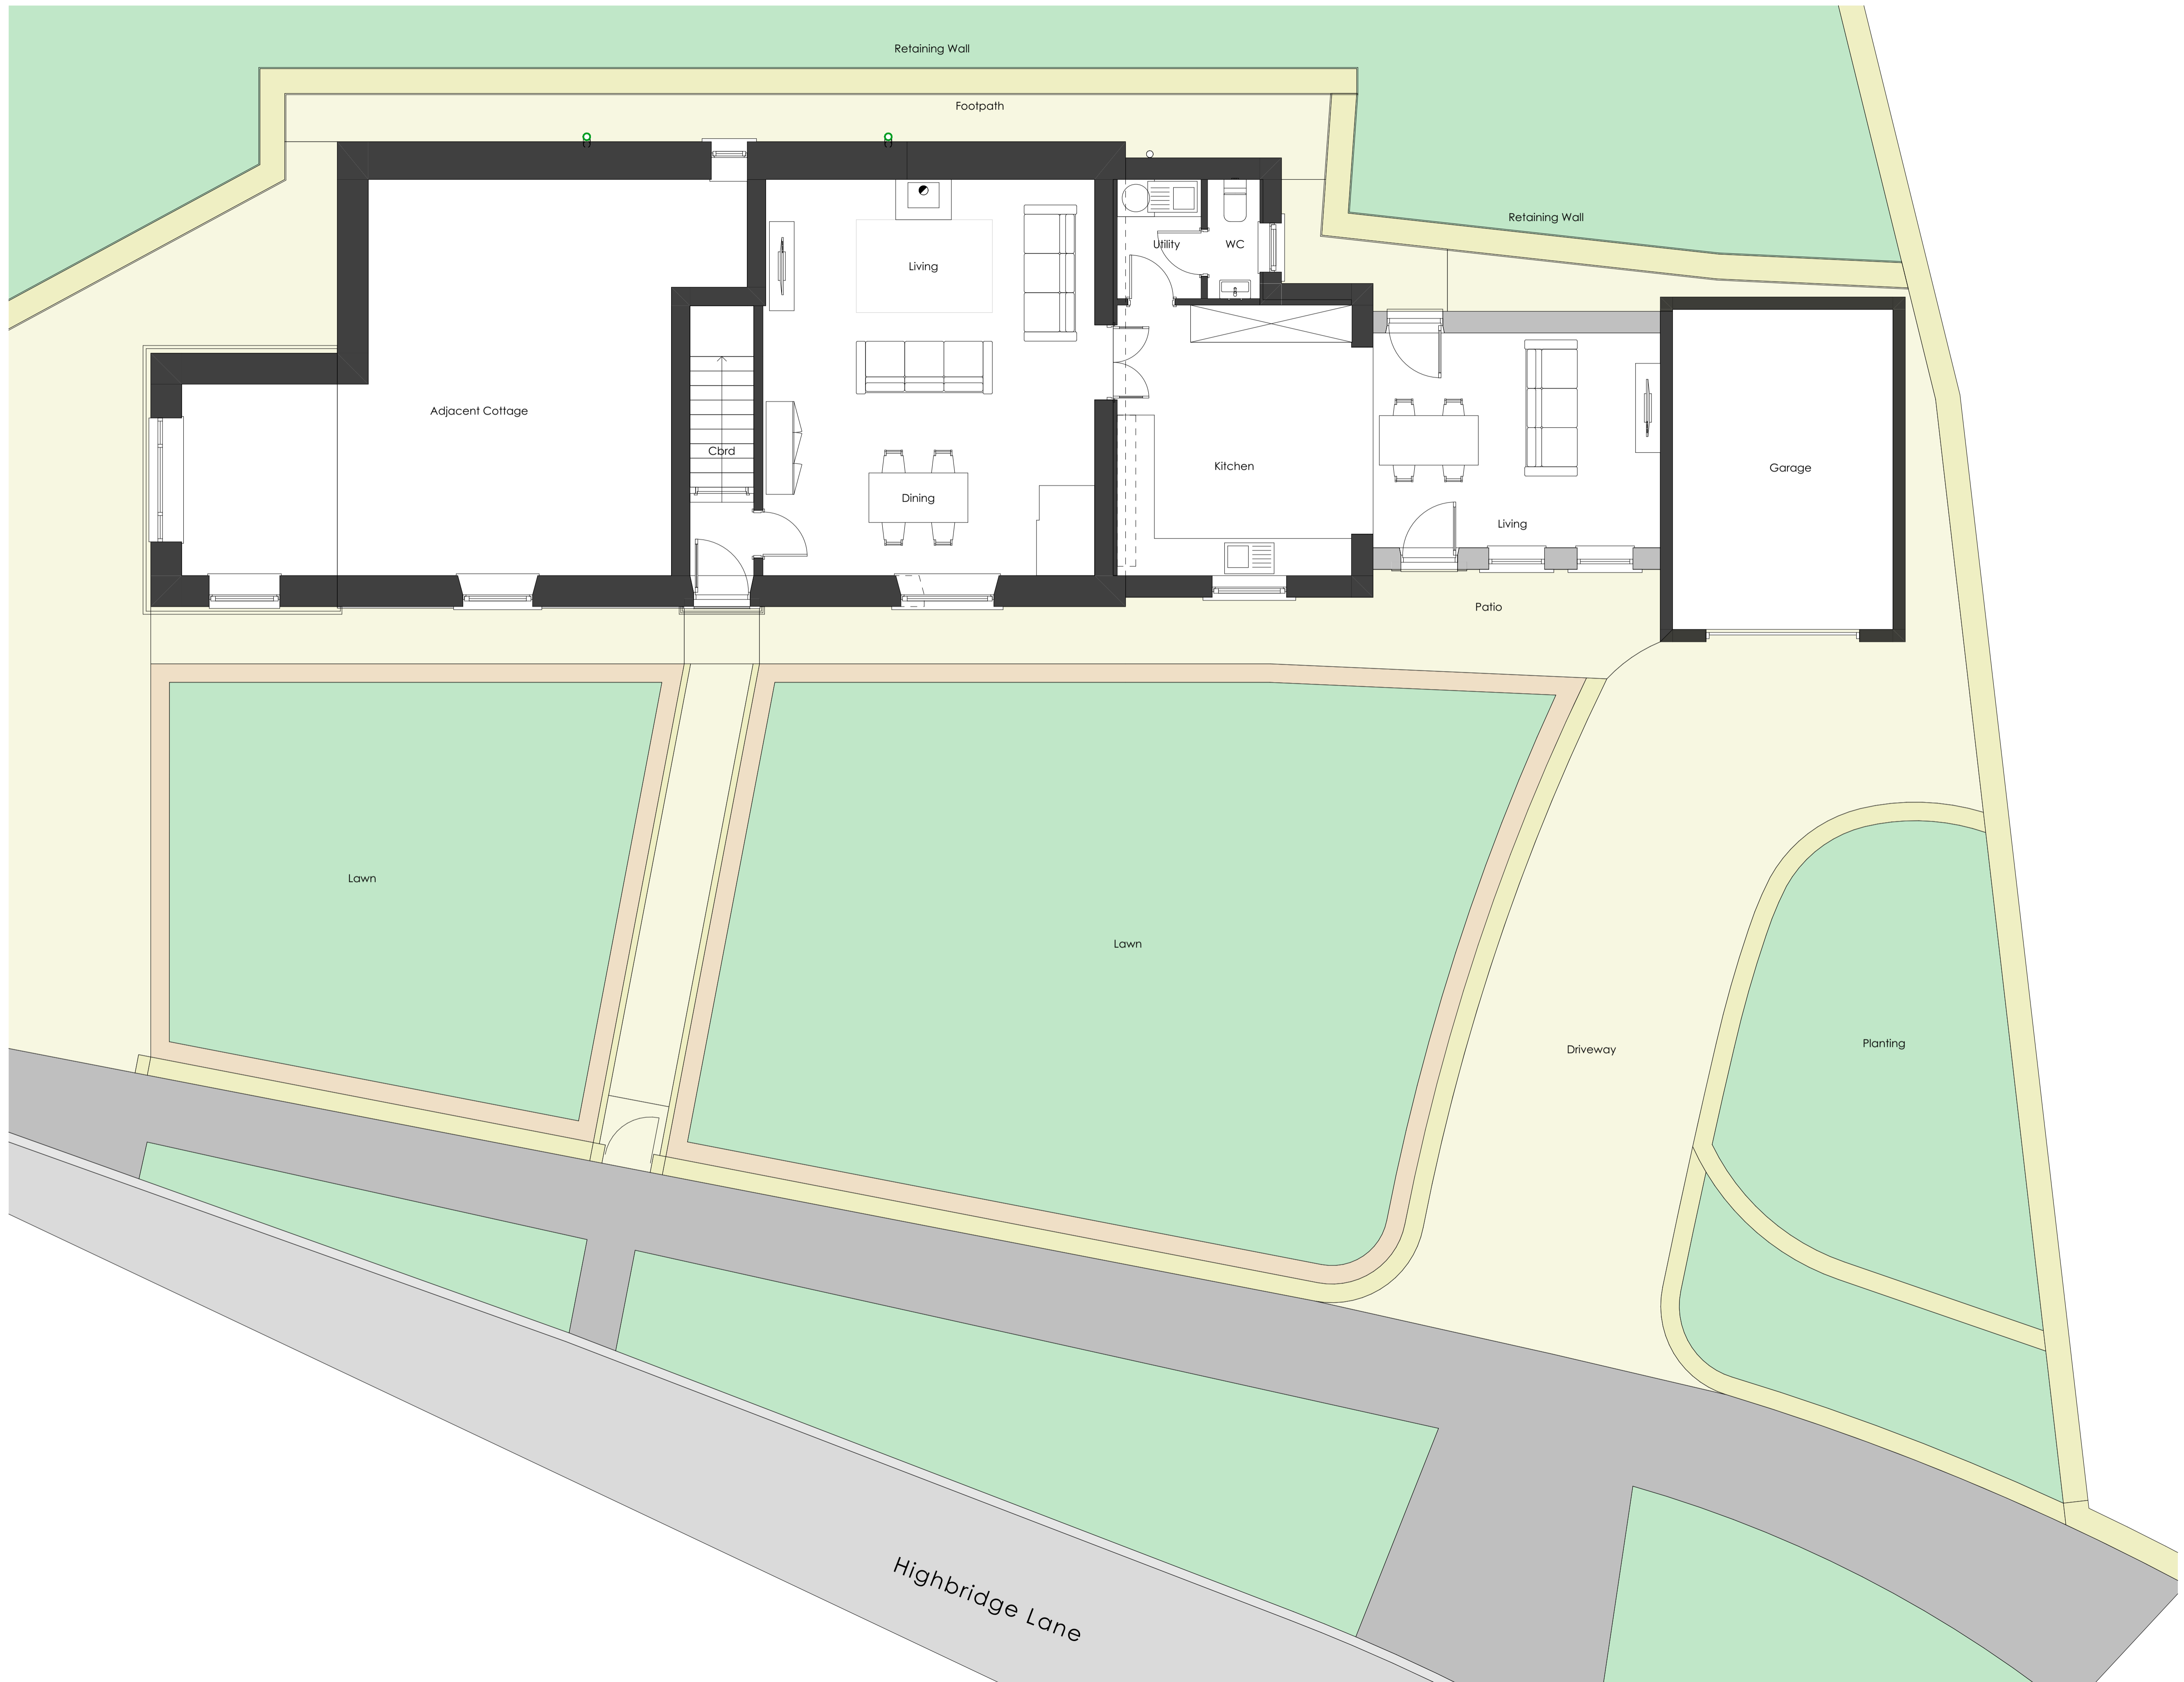 Retaining Wall
Footpath
Retaining Wall
Utility
WC
Living
Adjacent Cottage
Cbrd
Kitchen
Garage
Dining
Living
Patio
Lawn
Lawn
Driveway
Planting
Highbridge Lane